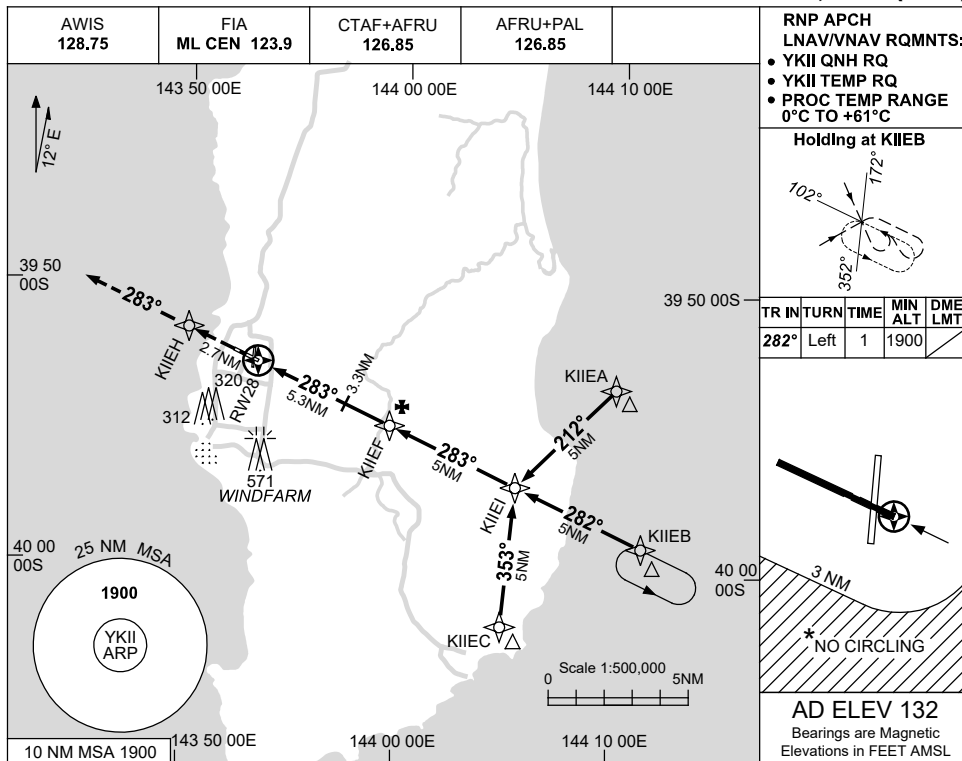 AWIS
128.75
FIA
ML CEN 123.9
CTAF+AFRU
126.85
AFRU+PAL
126.85
RNP APCH
LNAV/VNAV RQMNTS:
• YKII QNH RQ
• YKII TEMP RQ
• PROC TEMP RANGE
0°C TO +61°C
143 50 00E
144 00 00E
144 10 00E
12° E
Holding at KIIEB
102°
172°
352°
39 50
00S
39 50 00S
TR IN TURN TIME MIN ALT DME LMT
282° Left 1 1900
283°
KIIEH
2.7NM
RW28
320
312
571
WINDFARM
283°
5.3NM
3.3NM
KIIEF
283°
5NM
KIIEA
212°
5NM
KIIEI
282°
5NM
KIIEB
353°
5NM
KIIEC
40 00
00S
40 00
00S
25 NM MSA
1900
YKII
ARP
Scale 1:500,000
0 5NM
10 NM MSA 1900
143 50 00E
144 00 00E
144 10 00E
3 NM
*NO CIRCLING
AD ELEV 132
Bearings are Magnetic
Elevations in FEET AMSL